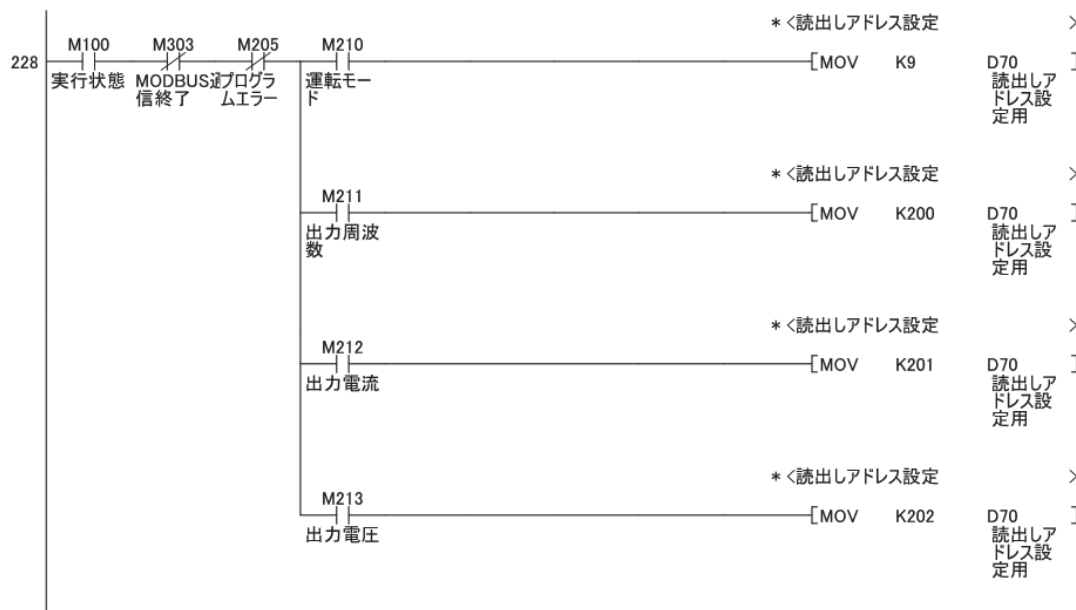 * <読出しアドレス設定 >
M100 M303 M205 M210
228 [MOV K9 D70 ]
実行状態 MODBUS通信終了 プログラムエラー 運転モード
読出しア
ドレス設
定用
* <読出しアドレス設定 >
M211
[MOV K200 D70 ]
出力周波
数
読出しア
ドレス設
定用
* <読出しアドレス設定 >
M212
[MOV K201 D70 ]
出力電流
読出しア
ドレス設
定用
* <読出しアドレス設定 >
M213
[MOV K202 D70 ]
出力電圧
読出しア
ドレス設
定用